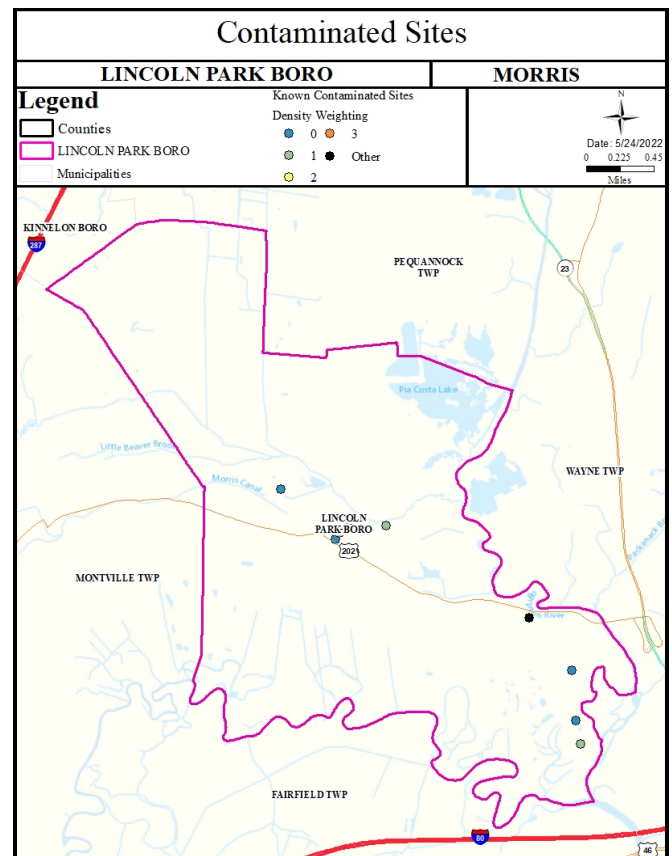 Contaminated Sites
LINCOLN PARK BORO
MORRIS
Legend
Counties
LINCOLN PARK BORO
Municipalities
Known Contaminated Sites
Density Weighting
0 3
1 Other
2
N
Date: 5/24/2022
0 0.225 0.45
Miles
KINNELON BORO
287
PEQUANNOCK
TWP
23
Pia Costa Lake
Little Beaver Brook
Morris Canal
WAYNE TWP
LINCOLN
PARK BORO
202
MONTVILLE TWP
River
FAIRFIELD TWP
80
46